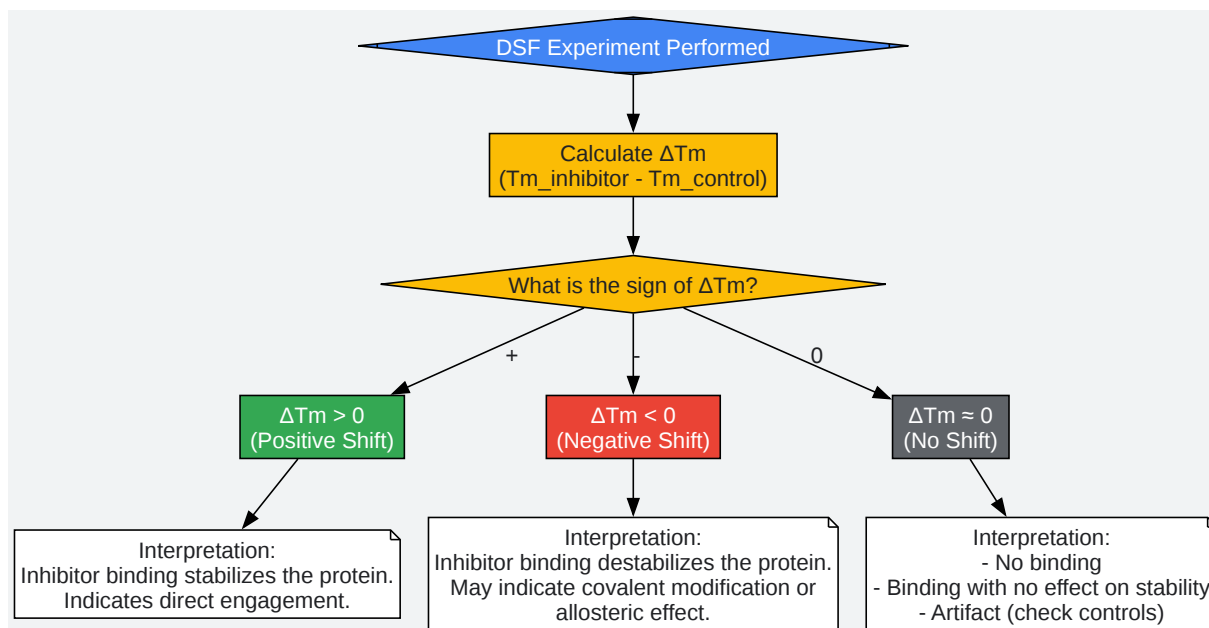 DSF Experiment Performed
Calculate ΔTm
(Tm_inhibitor - Tm_control)
What is the sign of ΔTm?
+
-
0
ΔTm > 0
(Positive Shift)
ΔTm < 0
(Negative Shift)
ΔTm ≈ 0
(No Shift)
Interpretation:
Inhibitor binding stabilizes the protein.
Indicates direct engagement.
Interpretation:
Inhibitor binding destabilizes the protein.
May indicate covalent modification or
allosteric effect.
Interpretation:
- No binding
- Binding with no effect on stability
- Artifact (check controls)